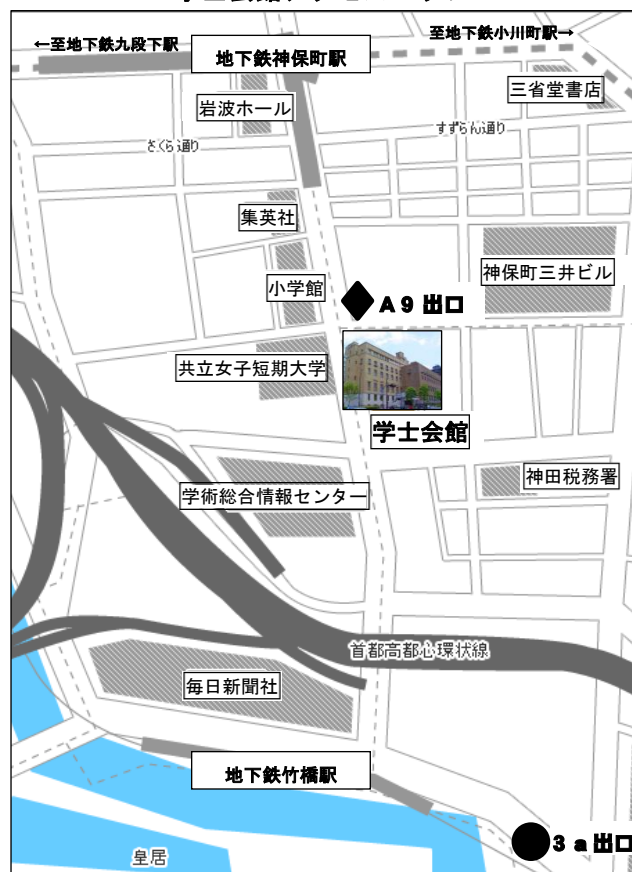 ←至地下鉄九段下駅
至地下鉄小川町駅→
地下鉄神保町駅
三省堂書店
岩波ホール
すずらん通り
さくら通り
集英社
神保町三井ビル
小学館
A9 出口
共立女子短期大学
学士会館
神田税務署
学術総合情報センター
首都高都心環状線
毎日新聞社
地下鉄竹橋駅
3a出口
皇居